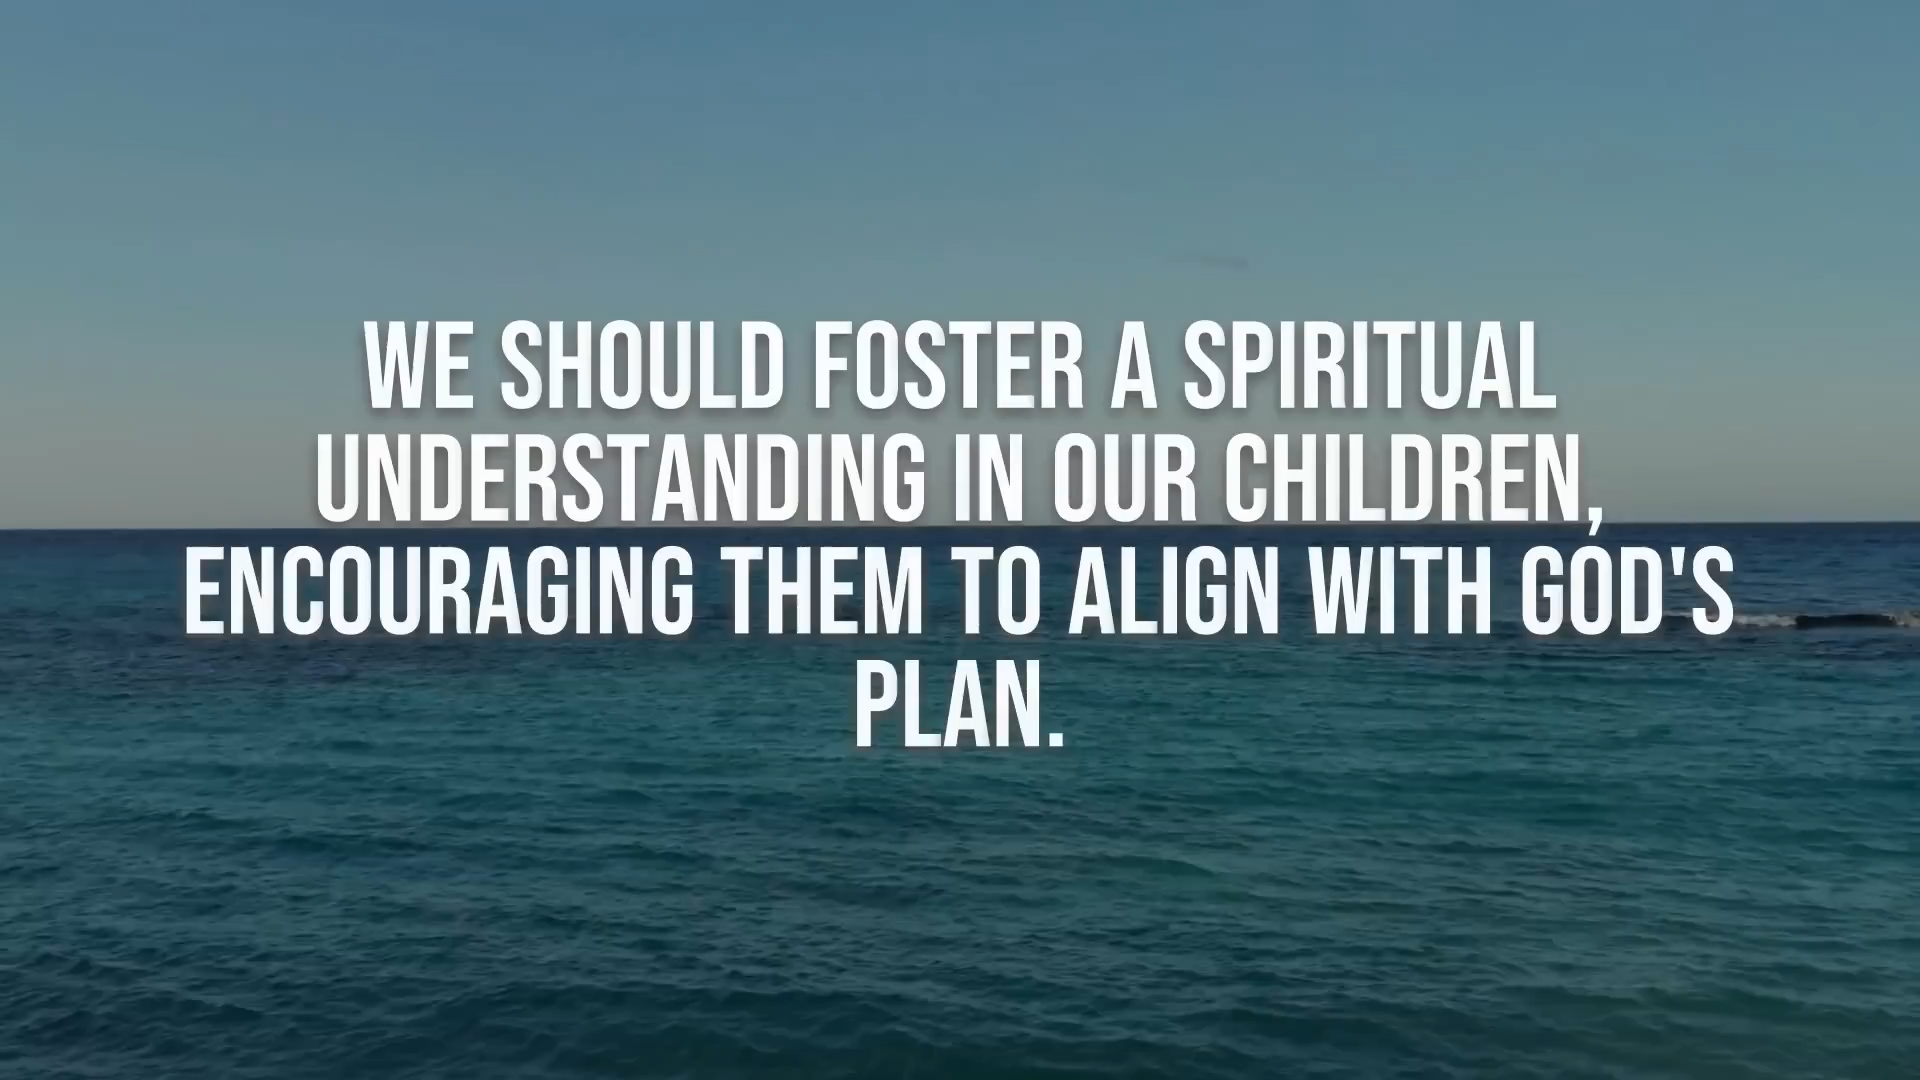 WE SHOULD FOSTER A SPIRITUAL
UNDERSTANDING IN OUR CHILDREN,
ENCOURAGING THEM TO ALIGN WITH GOD'S
PLAN.